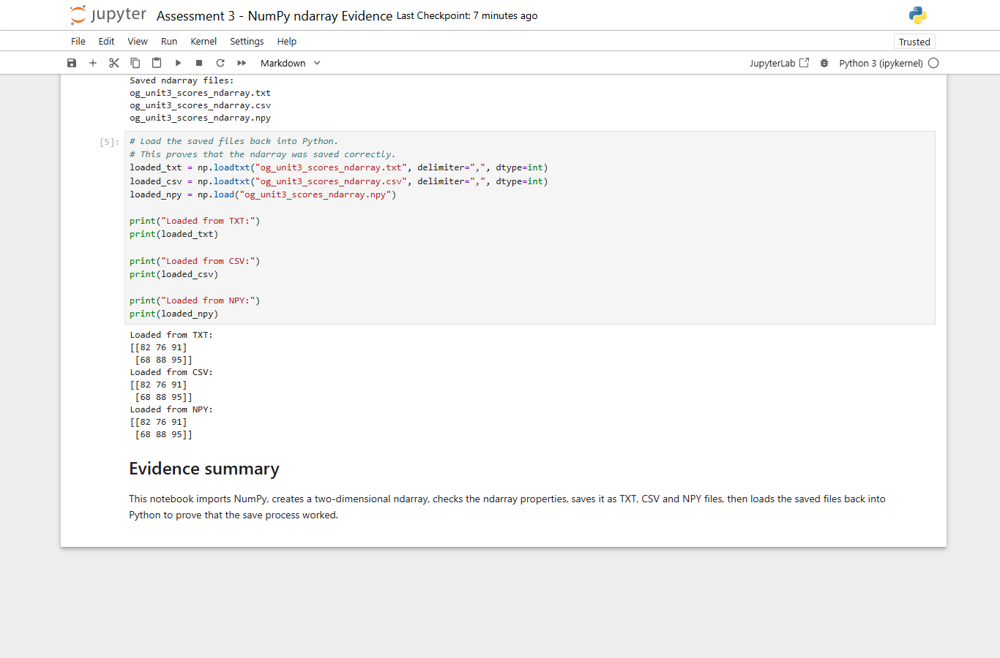 jupyter Assessment 3 - NumPy ndarray Evidence Last Checkpoint: 7 minutes ago
File Edit View Run Kernel Settings Help Trusted
Markdown JupyterLab Python 3 (ipykernel)
Saved ndarray files:
og_unit3_scores_ndarray.txt
og_unit3_scores_ndarray.csv
og_unit3_scores_ndarray.npy
[5]: # Load the saved files back into Python.
# This proves that the ndarray was saved correctly.
loaded_txt = np.loadtxt("og_unit3_scores_ndarray.txt", delimiter=",", dtype=int)
loaded_csv = np.loadtxt("og_unit3_scores_ndarray.csv", delimiter=",", dtype=int)
loaded_npy = np.load("og_unit3_scores_ndarray.npy")
print("Loaded from TXT:")
print(loaded_txt)
print("Loaded from CSV:")
print(loaded_csv)
print("Loaded from NPY:")
print(loaded_npy)
Loaded from TXT:
[[82 76 91]
[68 88 95]]
Loaded from CSV:
[[82 76 91]
[68 88 95]]
Loaded from NPY:
[[82 76 91]
[68 88 95]]
Evidence summary
This notebook imports NumPy, creates a two-dimensional ndarray, checks the ndarray properties, saves it as TXT, CSV and NPY files, then loads the saved files back into
Python to prove that the save process worked.